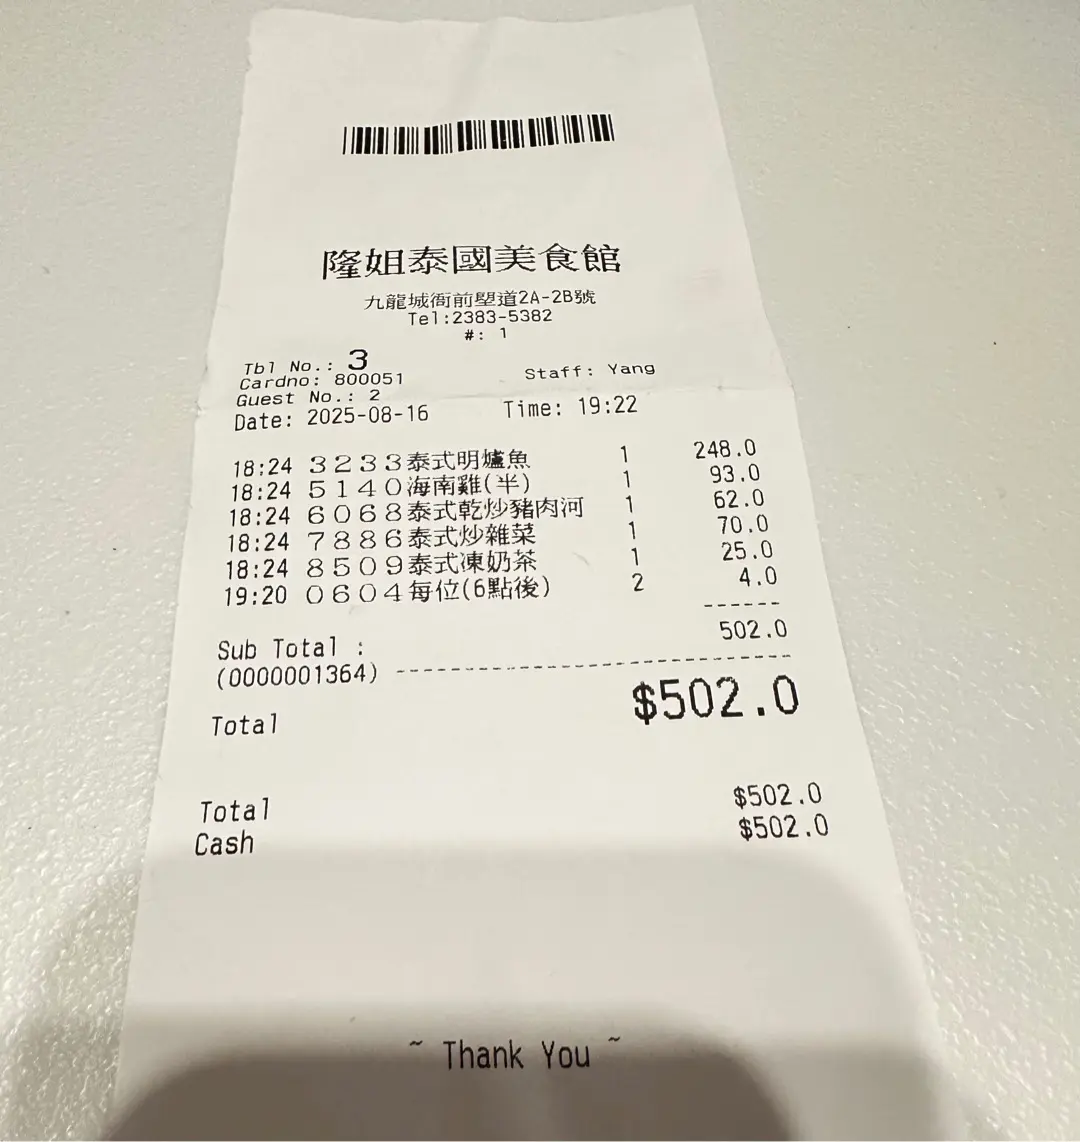 隆姐泰國美食館
九龍城衙前塱道2A-2B號
Tel:2383-5382
#: 1
Tbl No.: 3
Cardno: 800051 Staff: Yang
Guest No.: 2
Date: 2025-08-16 Time: 19:22
18:24 3233泰式明爐魚 1 248.0
18:24 5140海南雞(半) 1 93.0
18:24 6068泰式乾炒豬肉河 1 62.0
18:24 7886泰式炒雜菜 1 70.0
18:24 8509泰式凍奶茶 1 25.0
19:20 0604每位(6點後) 2 4.0
Sub Total : 502.0
(0000001364)
Total $502.0
Total $502.0
Cash $502.0
~ Thank You ~